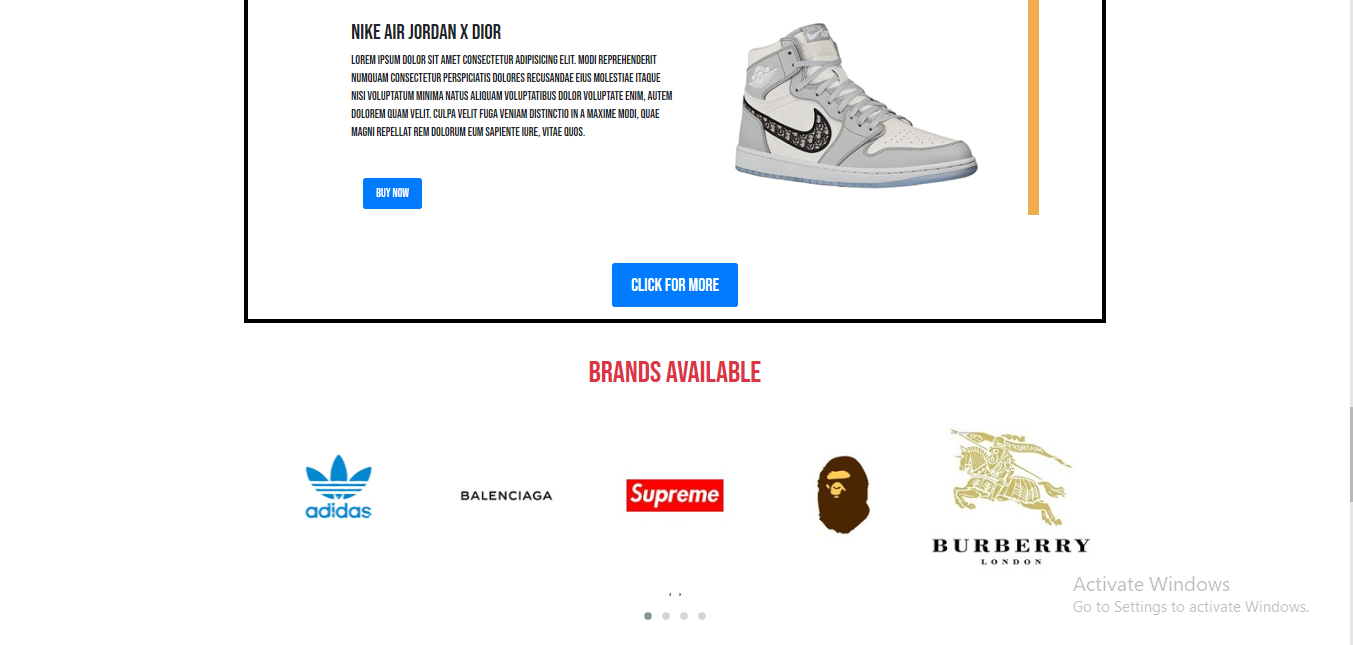 NIKE AIR JORDAN X DIOR
LOREM IPSUM DOLOR SIT AMET CONSECTETUR ADIPISICING ELIT. MODI REPREHENDERIT
NUMQUAM CONSECTETUR PERSPICIATIS DOLORES RECUSANDAE EIUS MOLESTIAE ITAQUE
NISI VOLUPTATUM MINIMA NATUS ALIQUAM VOLUPTATIBUS DOLOR VOLUPTATE ENIM, AUTEM
DOLOREM QUAM VELIT. CULPA VELIT FUGA VENIAM DISTINCTIO IN A MAXIME MODI, QUAE
MAGNI REPELLAT REM DOLORUM EUM SAPIENTE IURE, VITAE QUOS.
BUY NOW
CLICK FOR MORE
BRANDS AVAILABLE
adidas
BALENCIAGA
Supreme
BURBERRY
LONDON
‹ ›
Activate Windows
Go to Settings to activate Windows.